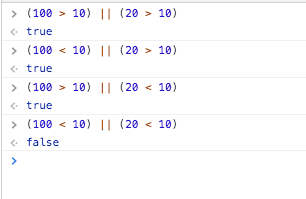 (100 > 10) || (20 > 10)
true
(100 < 10) || (20 > 10)
true
(100 > 10) || (20 < 10)
true
(100 < 10) || (20 < 10)
false